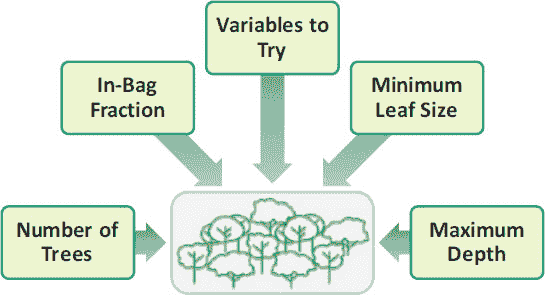 Variables to
Try
In-Bag
Fraction
Minimum
Leaf Size
Number of
Trees
Maximum
Depth